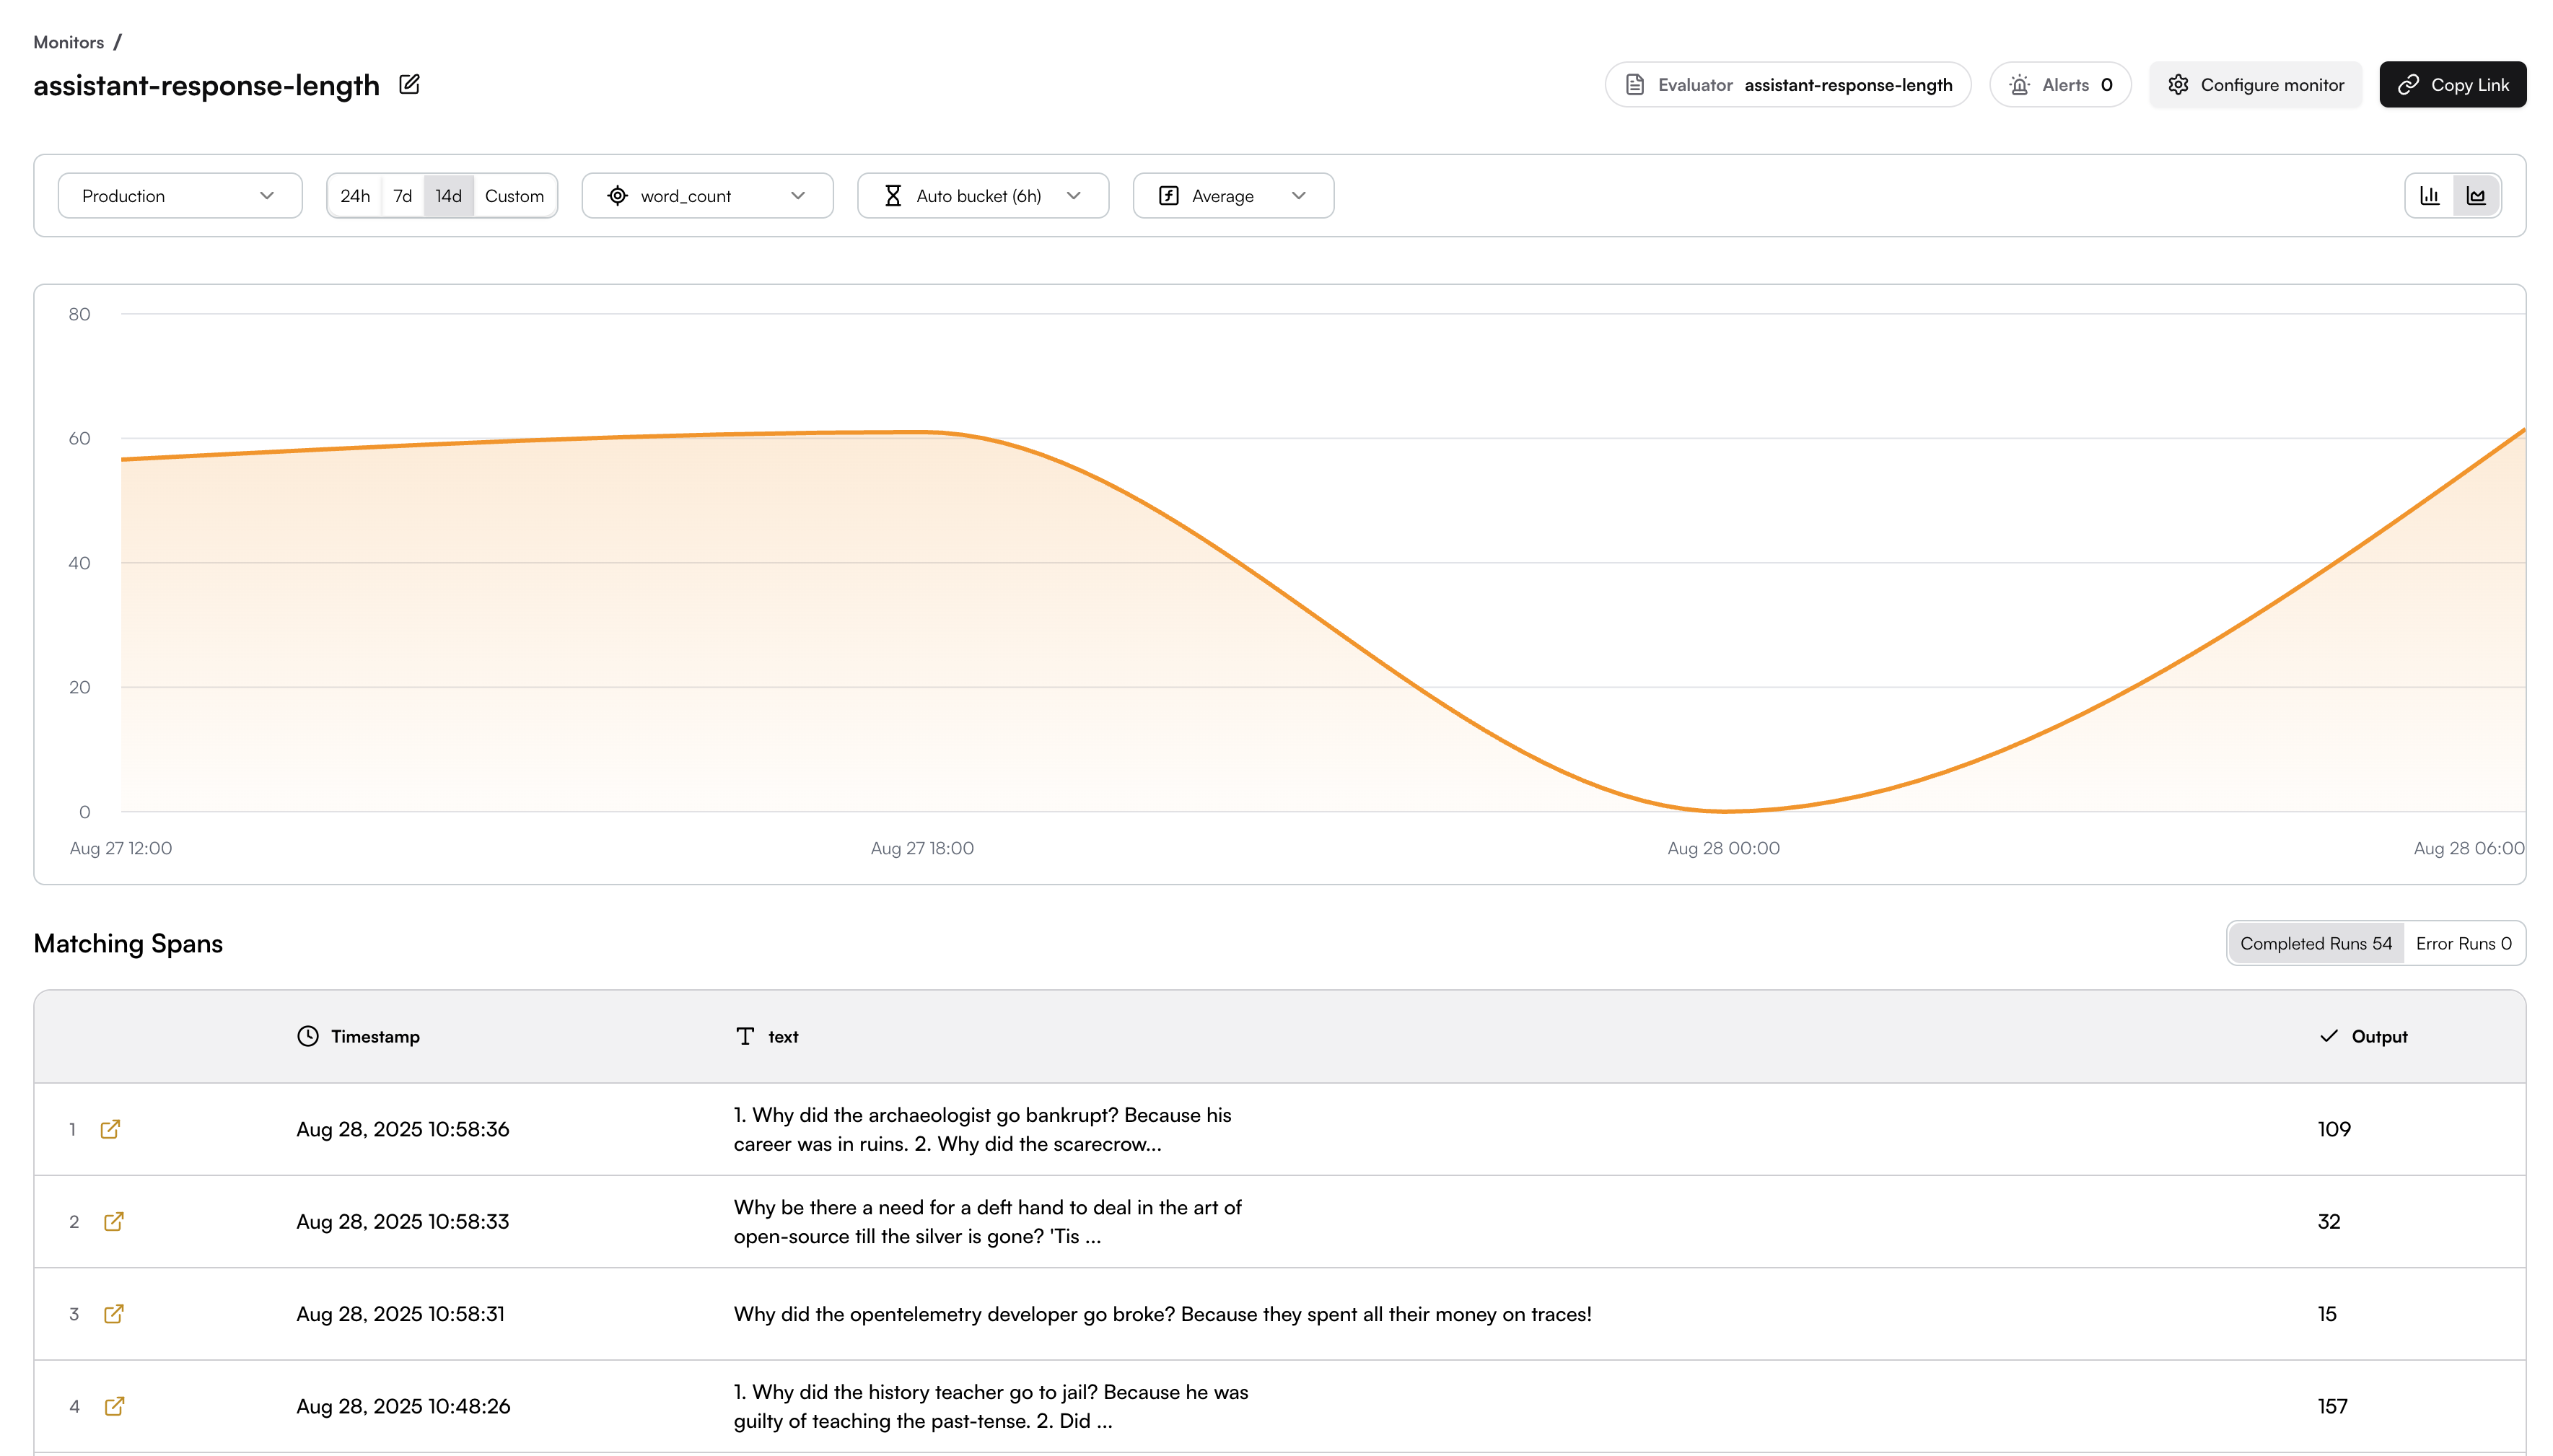 Monitors /
assistant-response-length
Evaluator assistant-response-length
Alerts 0
Configure monitor
Copy Link
Production
24h 7d 14d Custom
word_count
Auto bucket (6h)
Average
80
60
40
20
0
Aug 27 12:00
Aug 27 18:00
Aug 28 00:00
Aug 28 06:00
Matching Spans
Completed Runs 54
Error Runs 0
Timestamp
text
Output
1
Aug 28, 2025 10:58:36
1. Why did the archaeologist go bankrupt? Because his
career was in ruins. 2. Why did the scarecrow...
109
2
Aug 28, 2025 10:58:33
Why be there a need for a deft hand to deal in the art of
open-source till the silver is gone? 'Tis ...
32
3
Aug 28, 2025 10:58:31
Why did the opentelemetry developer go broke? Because they spent all their money on traces!
15
4
Aug 28, 2025 10:48:26
1. Why did the history teacher go to jail? Because he was
guilty of teaching the past-tense. 2. Did ...
157